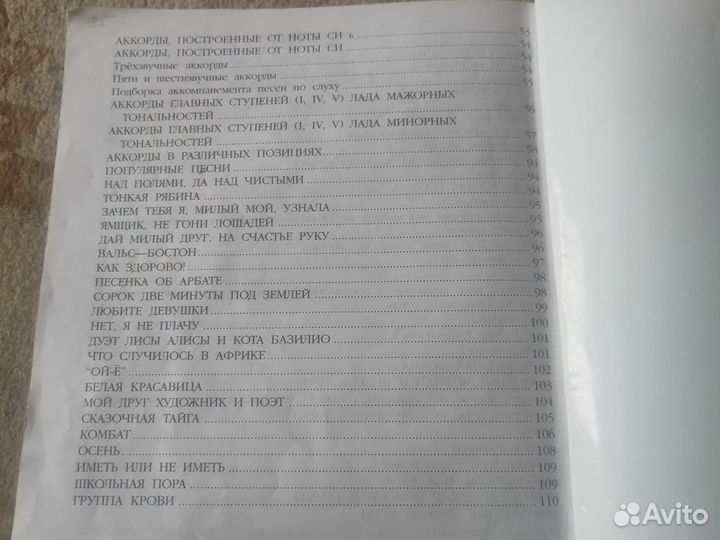 35
АККОРДЫ, ПОСТРОЕННЫЕ ОТ НОТЫ СИ ь 53
АККОРДЫ, ПОСТРОЕННЫЕ ОТ НОТЫ СИ 54
Трёхзвучные аккорды 54
Пяти и шестизвучные аккорды 54
Подборка аккомпанемента песен по слуху 55
АККОРДЫ ГЛАВНЫХ СТУПЕНЕЙ (I, IV, V) ЛАДА МАЖОРНЫХ
ТОНАЛЬНОСТЕЙ 56
АККОРДЫ ГЛАВНЫХ СТУПЕНЕЙ (I, IV, V) ЛАДА МИНОРНЫХ
ТОНАЛЬНОСТЕЙ 57
АККОРДЫ В РАЗЛИЧНЫХ ПОЗИЦИЯХ 58
ПОПУЛЯРНЫЕ ПЕСНИ 94
НАД ПОЛЯМИ, ДА НАД ЧИСТЫМИ 94
ТОНКАЯ РЯБИНА 94
ЗАЧЕМ ТЕБЯ Я, МИЛЫЙ МОЙ, УЗНАЛА 95
ЯМЩИК, НЕ ГОНИ ЛОШАДЕЙ 95
ДАЙ МИЛЫЙ ДРУГ, НА СЧАСТЬЕ РУКУ 96
ВАЛЬС—БОСТОН 96
КАК ЗДОРОВО! 97
ПЕСЕНКА ОБ АРБАТЕ 98
СОРОК ДВЕ МИНУТЫ ПОД ЗЕМЛЕЙ 98
ЛЮБИТЕ ДЕВУШКИ 99
НЕТ, Я НЕ ПЛАЧУ 100
ДУЭТ ЛИСЫ АЛИСЫ И КОТА БАЗИЛИО 101
ЧТО СЛУЧИЛОСЬ В АФРИКЕ 101
“ОЙ-Ё” 102
БЕЛАЯ КРАСАВИЦА 103
МОЙ ДРУГ ХУДОЖНИК И ПОЭТ 104
СКАЗОЧНАЯ ТАЙГА 105
КОМБАТ 106
ОСЕНЬ 108
ИМЕТЬ ИЛИ НЕ ИМЕТЬ 109
ШКОЛЬНАЯ ПОРА 109
ГРУППА КРОВИ 110
Avito